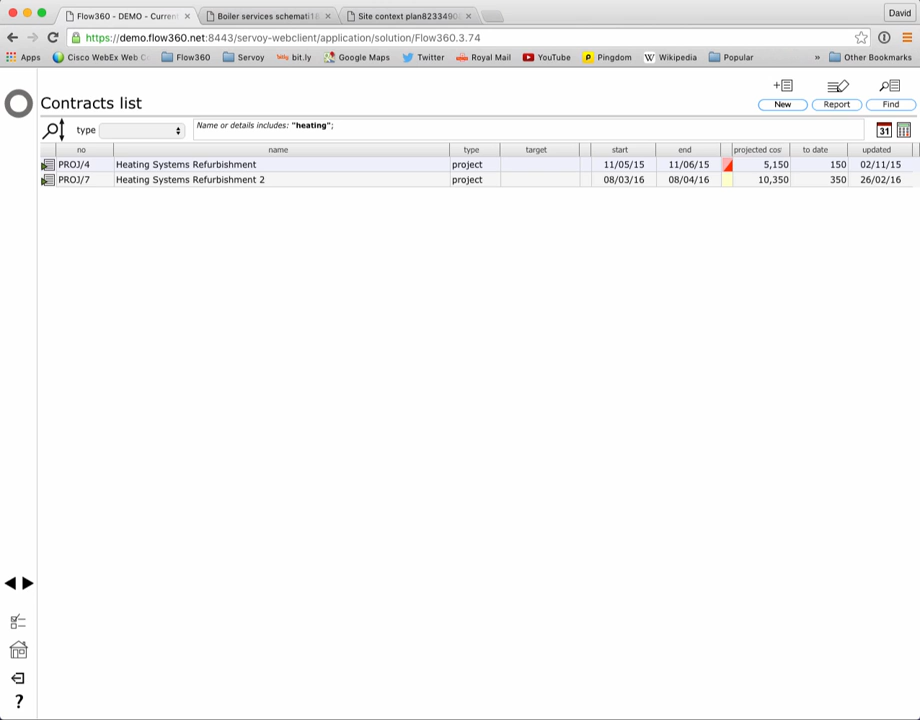 Flow360 - DEMO - Current
Boiler services schemati18
Site context plan8233490
David
https://demo.flow360.net:8443/servoy-webclient/application/solution/Flow360.3.74
Apps
Cisco WebEx Web C
Flow360
Servoy
bitly bit.ly
Google Maps
Twitter
Royal Mail
YouTube
P Pingdom
W Wikipedia
Popular
» Other Bookmarks
Contracts list
New
Report
Find
type
Name or details includes: "heating";
31
no name type target start end projected cos to date updated
PROJ/4 Heating Systems Refurbishment project 11/05/15 11/06/15 5,150 150 02/11/15
PROJ/7 Heating Systems Refurbishment 2 project 08/03/16 08/04/16 10,350 350 26/02/16
?